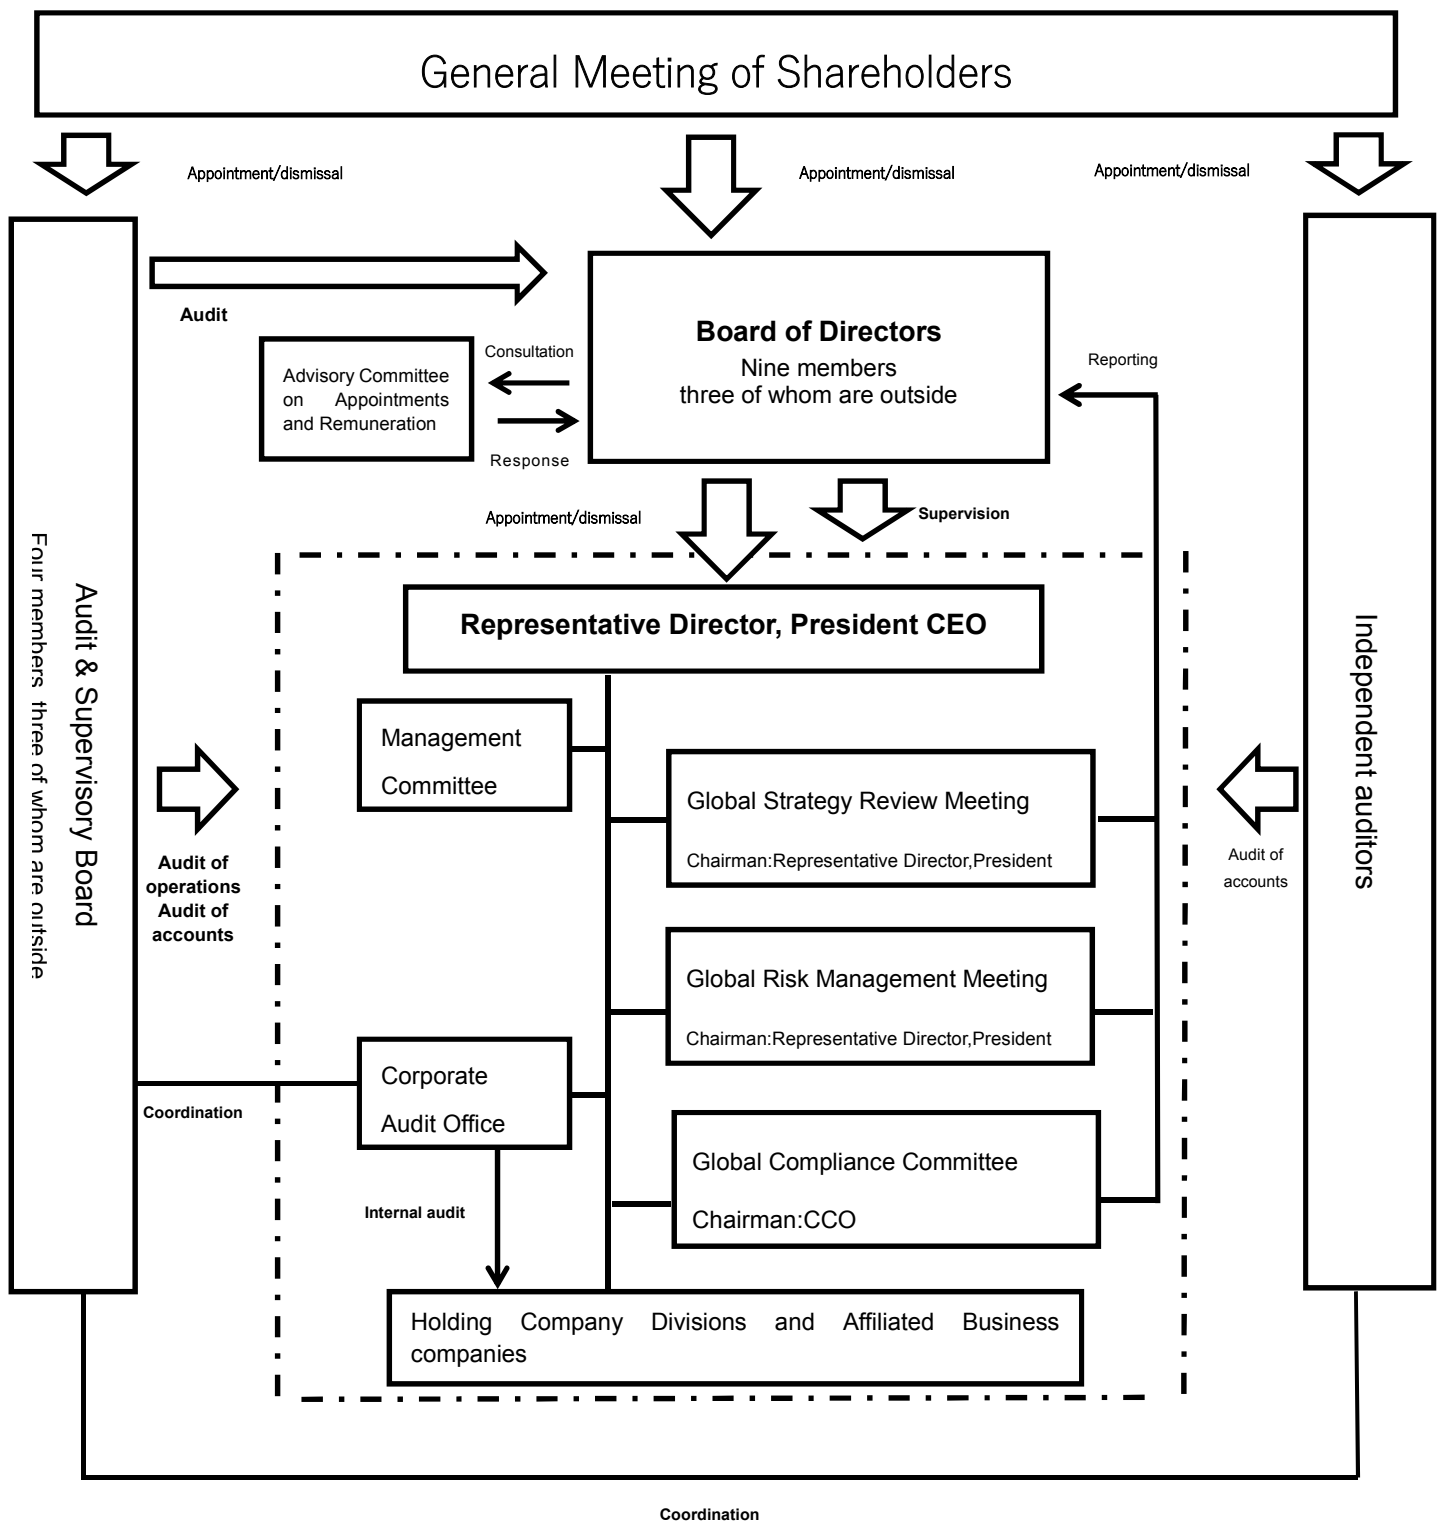 General Meeting of Shareholders
Appointment/dismissal
Appointment/dismissal
Appointment/dismissal
Audit
Board of Directors
Nine members
three of whom are outside
Consultation
Reporting
Advisory Committee
on Appointments
and Remuneration
Response
Appointment/dismissal
Supervision
Audit & Supervisory Board
Four members, three of whom are outside
Representative Director, President CEO
Independent auditors
Management
Committee
Global Strategy Review Meeting
Chairman:Representative Director,President
Audit of
operations
Audit of
accounts
Audit of
accounts
Global Risk Management Meeting
Chairman:Representative Director,President
Corporate
Audit Office
Coordination
Global Compliance Committee
Chairman:CCO
Internal audit
Holding Company Divisions and Affiliated Business
companies
Coordination